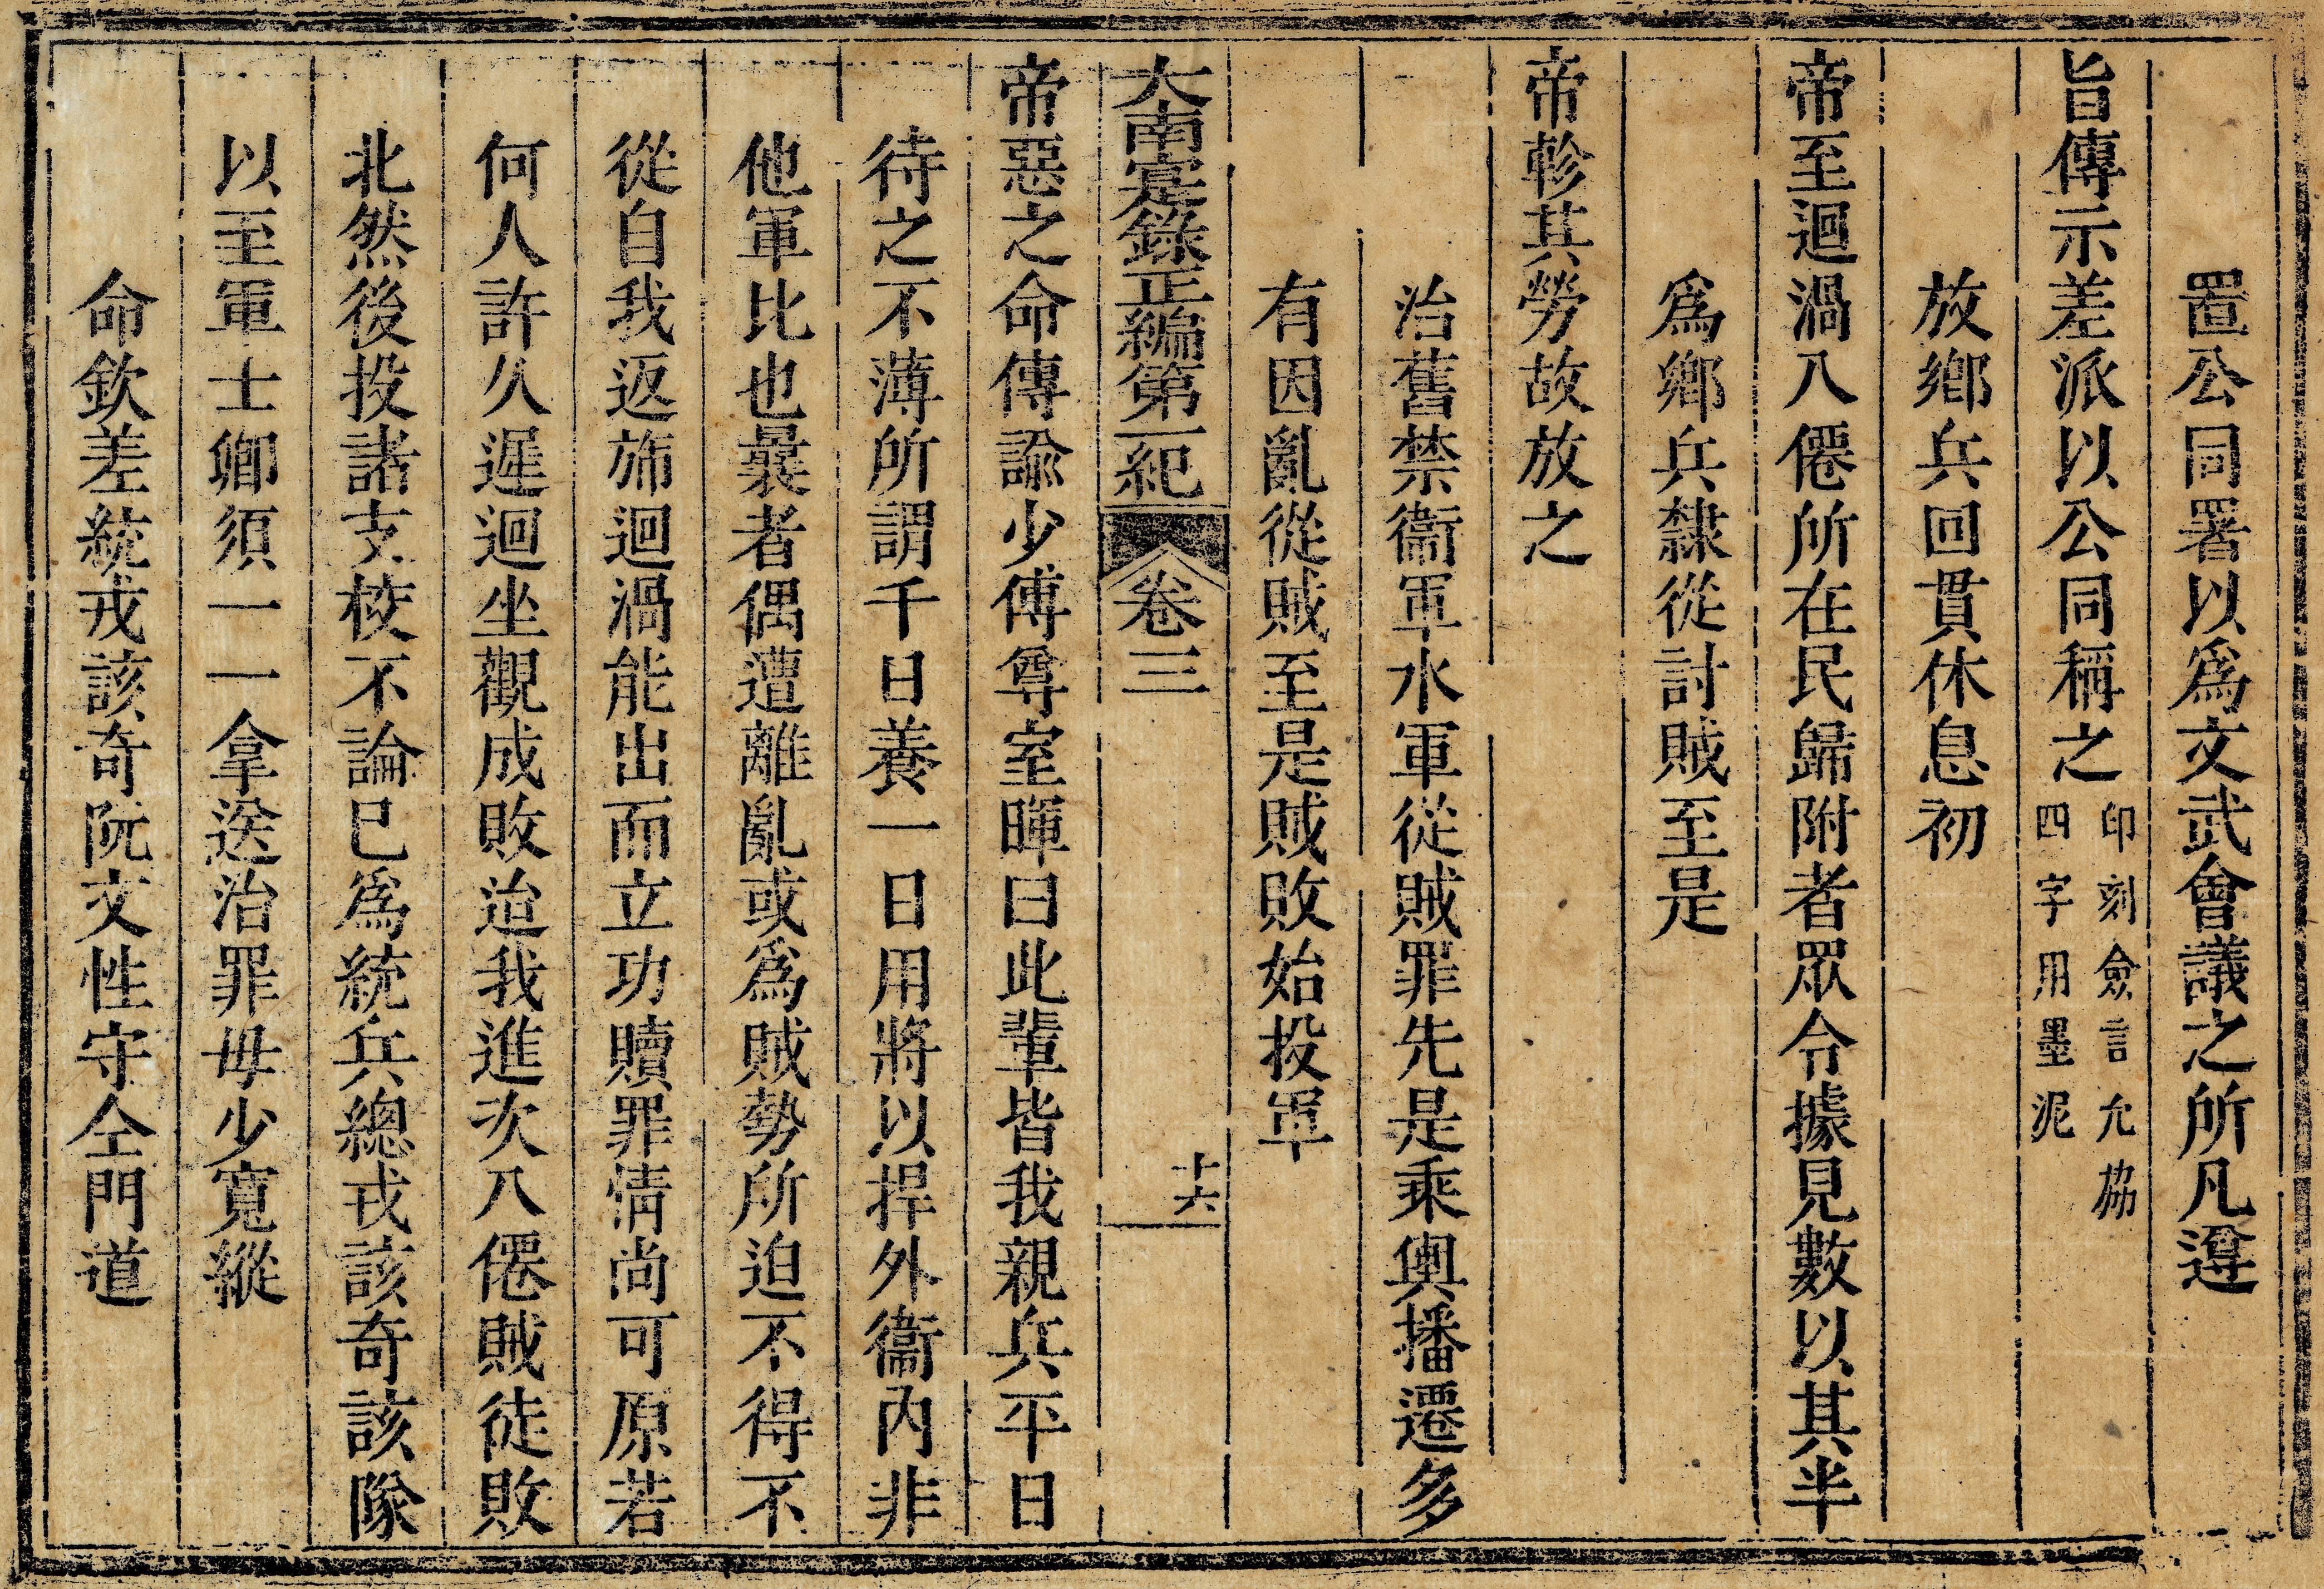 置公同署以爲文武會議之所凡遵
旨傳示差派以公同稱之印刻僉言允協四字用墨泥
放鄉兵回貫休息初
帝至迴渦八僊所在民歸附者眾令據見數以其半
爲鄉兵隸從討賊至是
帝軫其勞故放之
治舊禁衞軍水軍從賊罪先是乘輿播遷多
有因亂從賊至是賊敗始投軍
大南寔錄正編第一紀 卷三 十六
帝惡之命傳諭少傅尊室暉曰此輩皆我親兵平日
待之不薄所謂千日養一日用將以捍外衞內非
他軍比也曩者偶遭離亂或爲賊勢所迫不得不
從自我返斾迴渦能出而立功贖罪情尚可原若
何人許久遲迴坐觀成敗迨我進次八僊賊徒敗
北然後投諸支校不論已爲統兵總戎該奇該隊
以至軍士卿須一一拿送治罪毋少寬縱
命欽差統戎該奇阮文性守仝門道